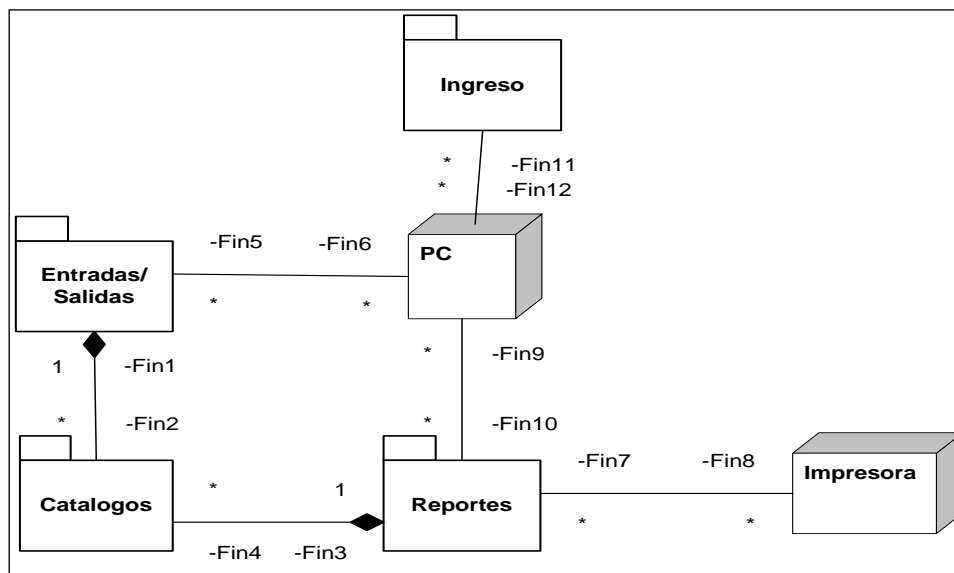 Ingreso
* -Fin11
* -Fin12
-Fin5 -Fin6 PC
Entradas/
Salidas
* *
* -Fin9
1 -Fin1
* -Fin2 * -Fin10
-Fin7 -Fin8 Impresora
Catalogos * 1 Reportes
* *
-Fin4 -Fin3